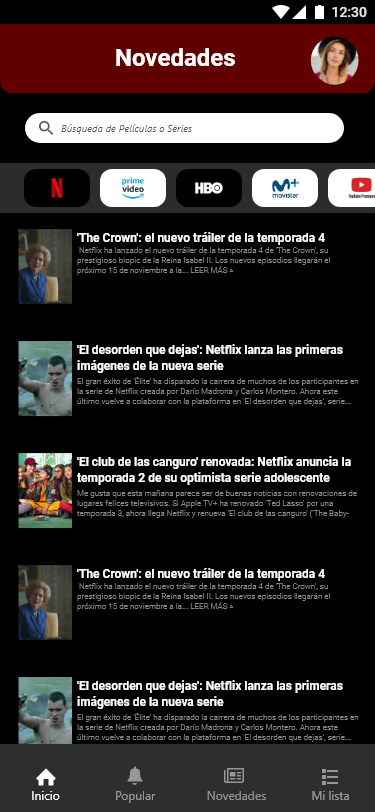 12:30
Novedades
Búsqueda de Películas o Series
N
prime
video
HBO
M+
movistar
YouTube Premium
'The Crown': el nuevo tráiler de la temporada 4
Netflix ha lanzado el nuevo tráiler de la temporada 4 de 'The Crown', su
prestigioso biopic de la Reina Isabel II. Los nuevos episodios llegarán el
próximo 15 de noviembre a la... LEER MÁS »
'El desorden que dejas': Netflix lanza las primeras
imágenes de la nueva serie
El gran éxito de 'Élite' ha disparado la carrera de muchos de los participantes en
la serie de Netflix creada por Darío Madrona y Carlos Montero. Ahora este
último vuelve a colaborar con la plataforma en 'El desorden que dejas', serie...
'El club de las canguro' renovada: Netflix anuncia la
temporada 2 de su optimista serie adolescente
Me gusta que esta mañana parece ser de buenas noticias con renovaciones de
lugares felices televisivos. Si Apple TV+ ha renovado 'Ted Lasso' por una
temporada 3, ahora llega Netflix y renueva 'El club de las canguro' ('The Baby-
'The Crown': el nuevo tráiler de la temporada 4
Netflix ha lanzado el nuevo tráiler de la temporada 4 de 'The Crown', su
prestigioso biopic de la Reina Isabel II. Los nuevos episodios llegarán el
próximo 15 de noviembre a la... LEER MÁS »
'El desorden que dejas': Netflix lanza las primeras
imágenes de la nueva serie
El gran éxito de 'Élite' ha disparado la carrera de muchos de los participantes en
la serie de Netflix creada por Darío Madrona y Carlos Montero. Ahora este
último vuelve a colaborar con la plataforma en 'El desorden que dejas', serie...
Inicio
Popular
Novedades
Mi lista